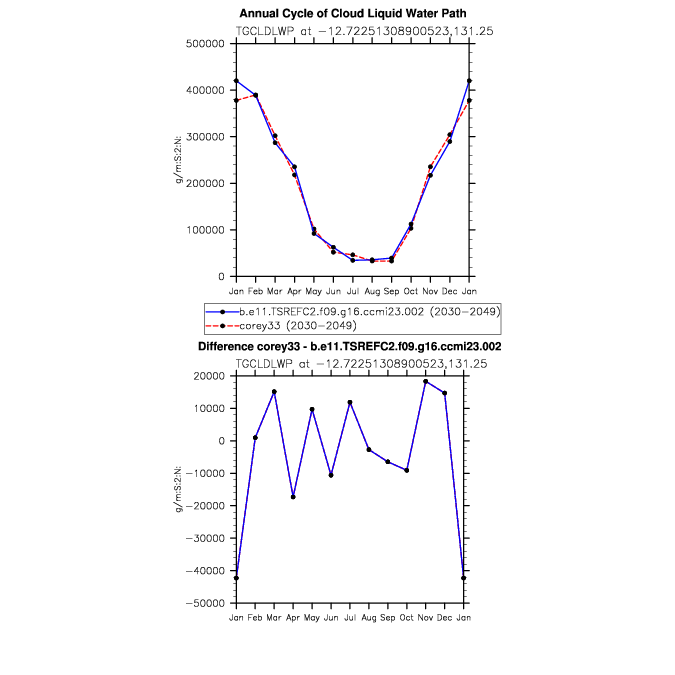 Annual Cycle of Cloud Liquid Water Path
TGCLDLWP at −12.72251308900523,131.25
500000
400000
300000
200000
100000
0
g/m:S:2:N:
Jan Feb Mar Apr May Jun Jul Aug Sep Oct Nov Dec Jan
b.e11.TSREFC2.f09.g16.ccmi23.002 (2030−2049)
corey33 (2030−2049)
Difference corey33 - b.e11.TSREFC2.f09.g16.ccmi23.002
TGCLDLWP at −12.72251308900523,131.25
20000
10000
0
−10000
−20000
−30000
−40000
−50000
g/m:S:2:N:
Jan Feb Mar Apr May Jun Jul Aug Sep Oct Nov Dec Jan